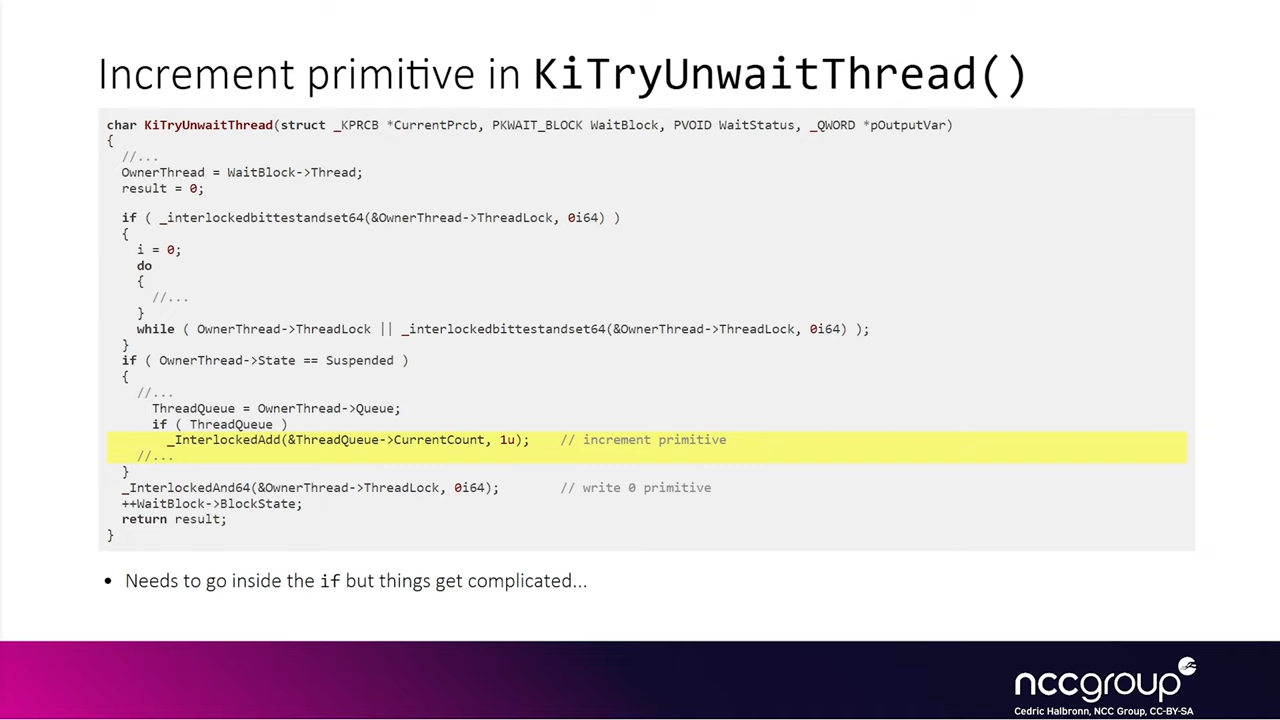 Increment primitive in KiTryUnwaitThread()
char KiTryUnwaitThread(struct _KPRCB *CurrentPrcb, PKWAIT_BLOCK WaitBlock, PVOID WaitStatus, _QWORD *pOutputVar)
{
//...
OwnerThread = WaitBlock->Thread;
result = 0;
if ( _interlockedbittestandset64(&OwnerThread->ThreadLock, 0i64) )
{
i = 0;
do
{
//...
}
while ( OwnerThread->ThreadLock || _interlockedbittestandset64(&OwnerThread->ThreadLock, 0i64) );
}
if ( OwnerThread->State == Suspended )
{
//...
ThreadQueue = OwnerThread->Queue;
if ( ThreadQueue )
_InterlockedAdd(&ThreadQueue->CurrentCount, 1u); // increment primitive
//...
}
_InterlockedAnd64(&OwnerThread->ThreadLock, 0i64); // write 0 primitive
++WaitBlock->BlockState;
return result;
}
• Needs to go inside the if but things get complicated...
nccgroup
Cedric Halbronn, NCC Group, CC-BY-SA